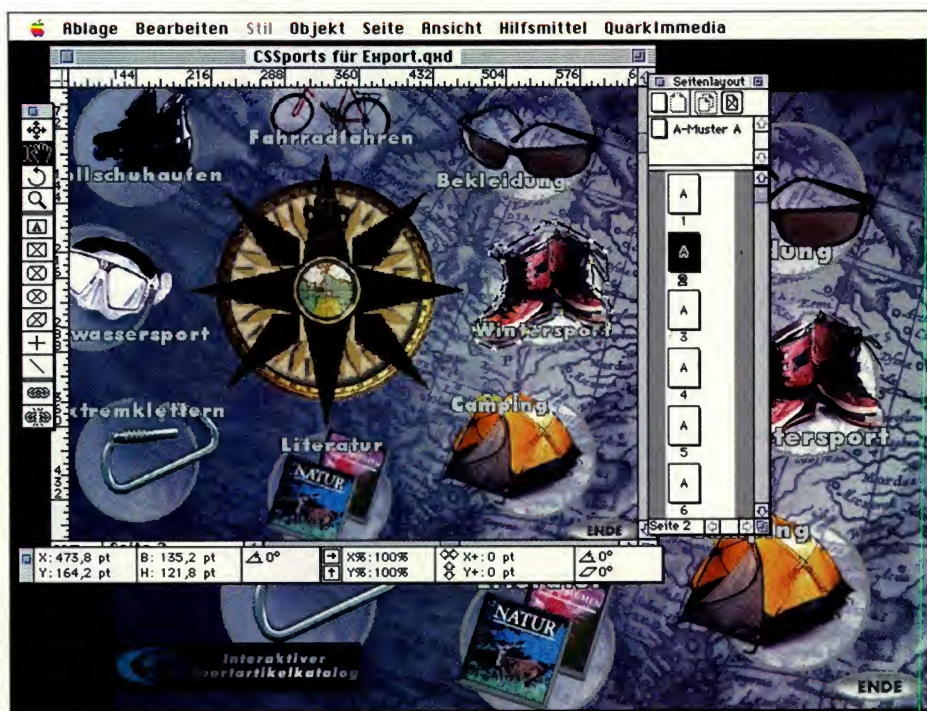 Ablage Bearbeiten Stil Objekt Seite Ansicht Hilfsmittel QuarkImmedia
CSSports für Export.qxd
144 216 288 360 432 504 576
Seitenlayout
A-Muster A
Fahrradfahren
llschuhaufen
Bekleidung
A
1
A
2
dung
wassersport
Wintersport
A
3
A
4
tersport
xtremklettern
Camping
Literatur
A
5
NATUR
A
6
ENDE
Seite 2
X: 473,8 pt B: 135,2 pt 0° X%: 100% X+: 0 pt 0°
Y: 164,2 pt H: 121,8 pt Y%: 100% Y+: 0 pt 0°
NATUR
Interaktiver
portartikelkatalog
ENDE